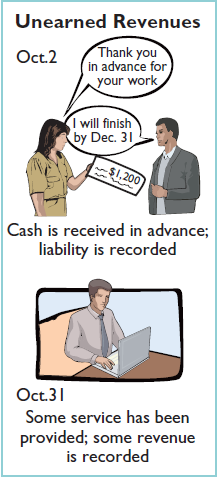 Unearned Revenues
Oct.2
Thank you
in advance for
your work
I will finish
by Dec. 31
$1,200
Cash is received in advance;
liability is recorded
Oct.31
Some service has been
provided; some revenue
is recorded